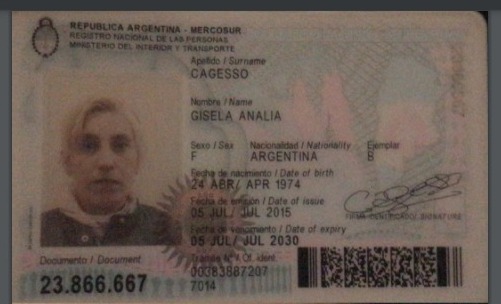 REPUBLICA ARGENTINA - MERCOSUR
REGISTRO NACIONAL DE LAS PERSONAS
MINISTERIO DEL INTERIOR Y TRANSPORTE
Apellido / Surname
CAGESSO
Nombre / Name
GISELA ANALIA
Sexo / Sex Nacionalidad / Nationality Ejemplar
F ARGENTINA B
Fecha de nacimiento / Date of birth
24 ABR/ APR 1974
Fecha de emisión / Date of issue
05 JUL/ JUL 2015
FIRMA IDENTIFICADO / SIGNATURE
Fecha de vencimiento / Date of expiry
05 JUL/ JUL 2030
Documento / Document Trámite Nº / Of. ident.
23.866.667 00383887207
7014